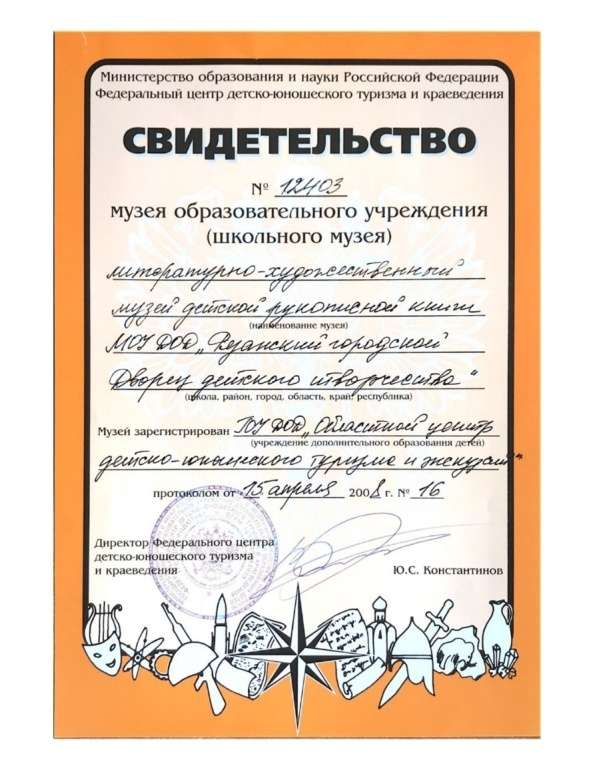 Министерство образования и науки Российской Федерации
Федеральный центр детско-юношеского туризма и краеведения
СВИДЕТЕЛЬСТВО
№ 12403
музея образовательного учреждения
(школьного музея)
литературно-художественный
музей детской рукописной книги
(наименование музея)
МОУ ДОД „Рязанский городской
Дворец детского творчества"
(школа, район, город, область, край, республика)
Музей зарегистрирован ГОУ ДОД „Областной центр
(учреждение дополнительного образования детей)
детско-юношеского туризма и экскурсий"
протоколом от 15 апреля 2008 г. № 16
Директор Федерального центра
детско-юношеского туризма
и краеведения
Ю.С. Константинов